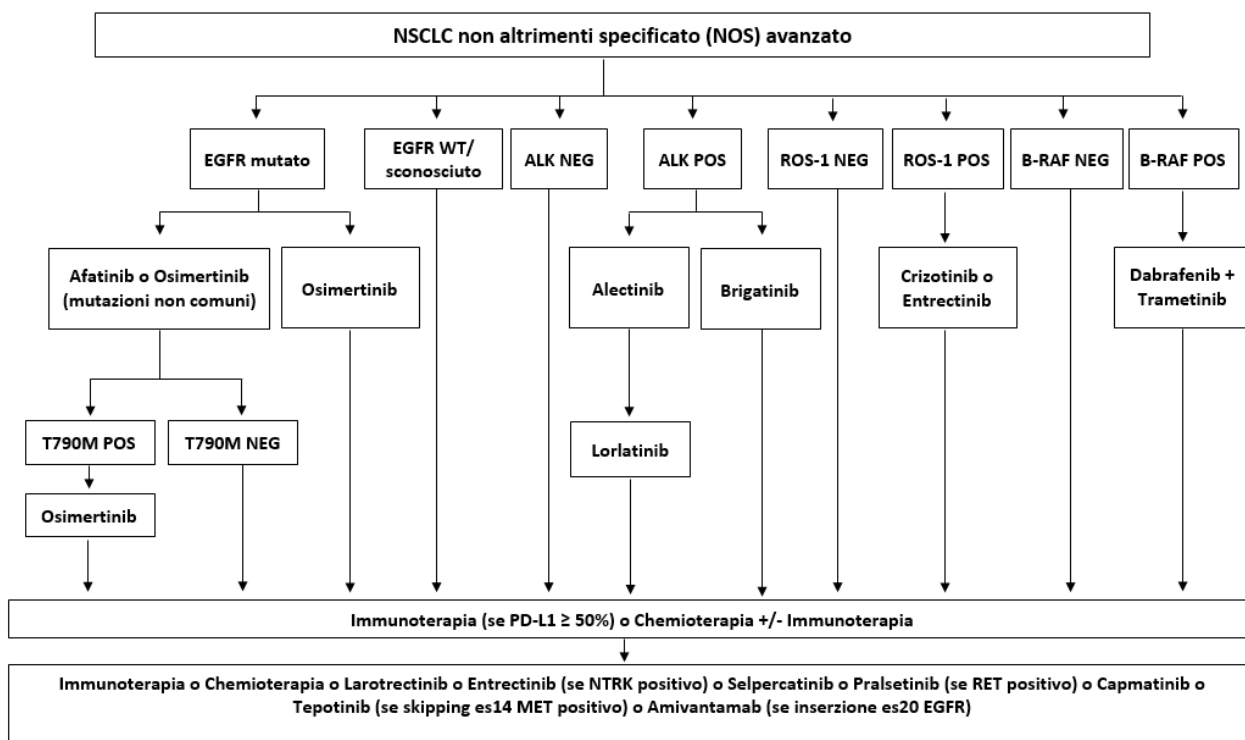 NSCLC non altrimenti specificato (NOS) avanzato
EGFR mutato
EGFR WT/
sconosciuto
ALK NEG
ALK POS
ROS-1 NEG
ROS-1 POS
B-RAF NEG
B-RAF POS
Afatinib o Osimertinib
(mutazioni non comuni)
Osimertinib
Alectinib
Brigatinib
Crizotinib o
Entrectinib
Dabrafenib +
Trametinib
T790M POS
T790M NEG
Lorlatinib
Osimertinib
Immunoterapia (se PD-L1 ≥ 50%) o Chemioterapia +/- Immunoterapia
Immunoterapia o Chemioterapia o Larotrectinib o Entrectinib (se NTRK positivo) o Selpercatinib o Pralsetinib (se RET positivo) o Capmatinib o
Tepotinib (se skipping es14 MET positivo) o Amivantamab (se inserzione es20 EGFR)